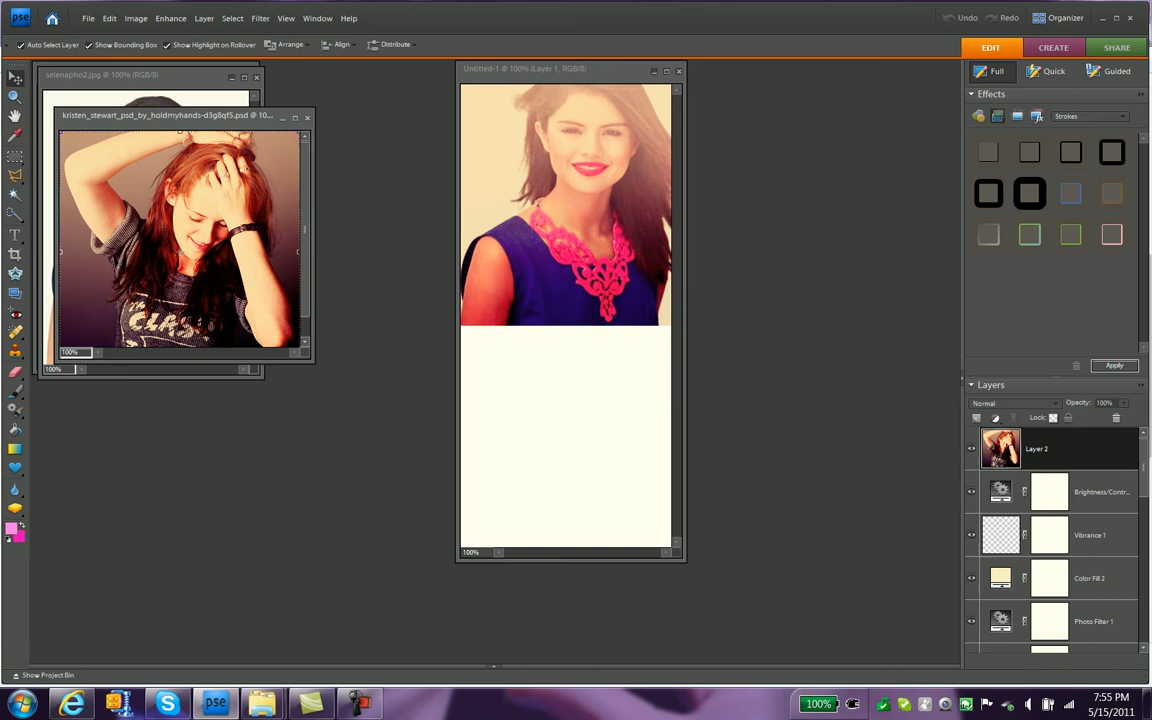 pse File Edit Image Enhance Layer Select Filter View Window Help Undo Redo Organizer
Auto Select Layer Show Bounding Box Show Highlight on Rollover Arrange Align Distribute EDIT CREATE SHARE
selenapho2.jpg @ 100% (RGB/8)
Untitled-1 @ 100% (Layer 1, RGB/8)
Full Quick Guided
Effects
kristen_stewart_psd_by_holdmyhands-d3g8qf5.psd @ 10...
Strokes
CLAS
100%
100%
100%
Apply
Layers
Normal Opacity: 100%
Lock:
Layer 2
Brightness/Contr...
Vibrance 1
Color Fill 2
Photo Filter 1
Show Project Bin
pse
100%
7:55 PM
5/15/2011